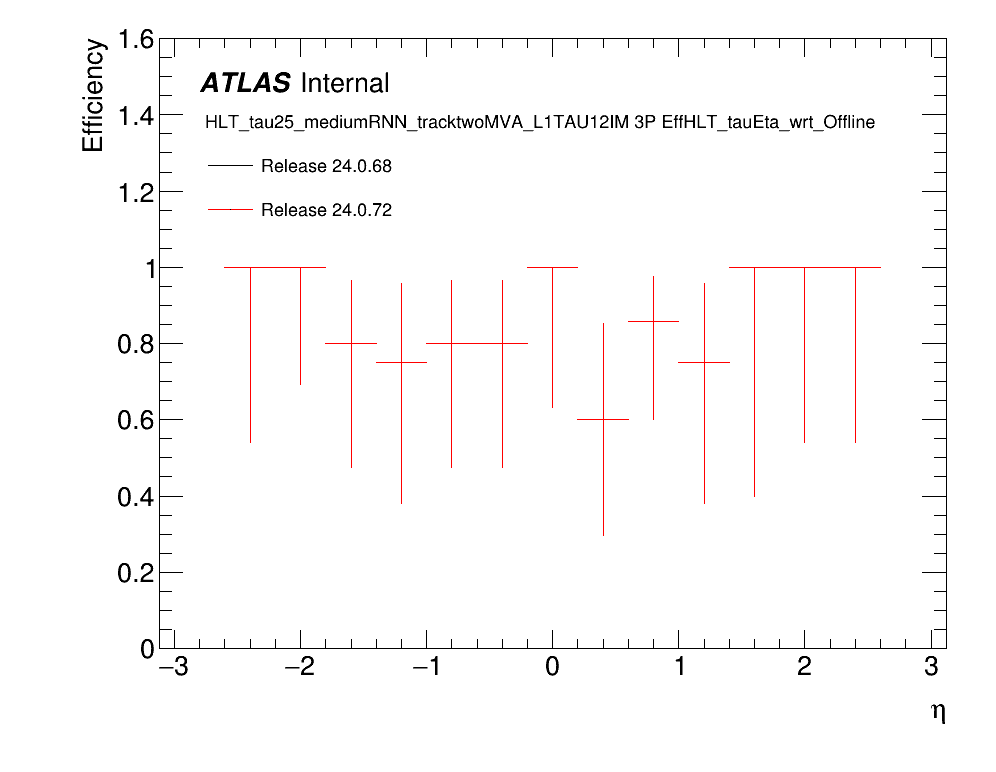 1.6
Efficiency
ATLAS Internal
1.4
HLT_tau25_mediumRNN_tracktwoMVA_L1TAU12IM 3P EffHLT_tauEta_wrt_Offline
Release 24.0.68
1.2
Release 24.0.72
1
0.8
0.6
0.4
0.2
0
−3 −2 −1 0 1 2 3
η